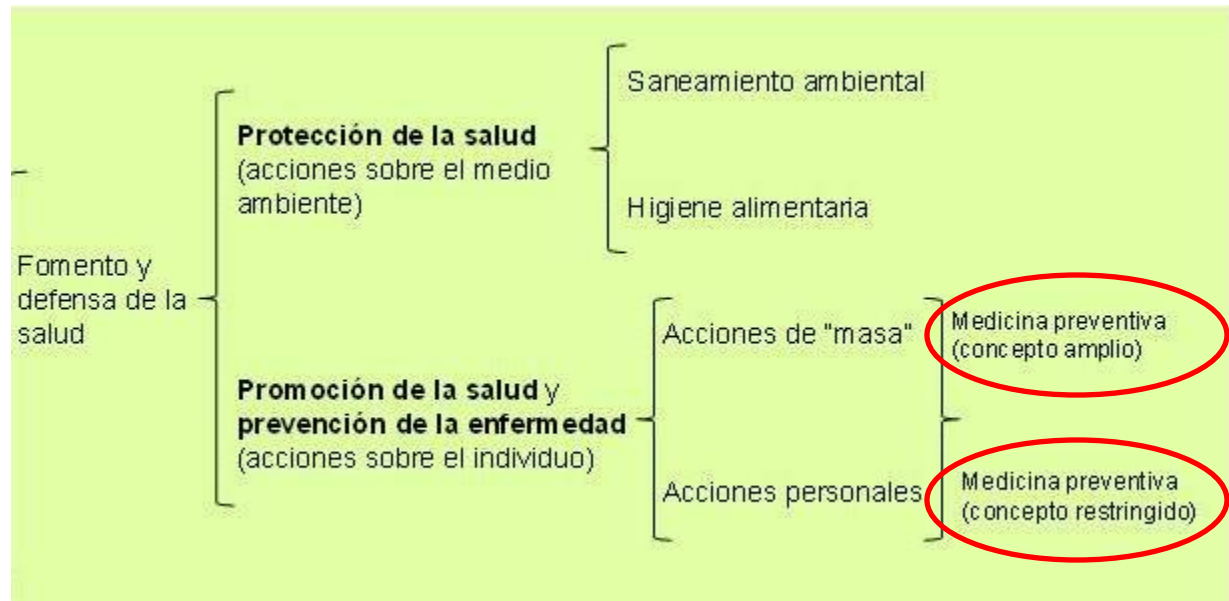 Fomento y
defensa de la
salud
Protección de la salud
(acciones sobre el medio
ambiente)
Saneamiento ambiental
Higiene alimentaria
Promoción de la salud y
prevención de la enfermedad
(acciones sobre el individuo)
Acciones de "masa"
Acciones personales
Medicina preventiva
(concepto amplio)
Medicina preventiva
(concepto restringido)